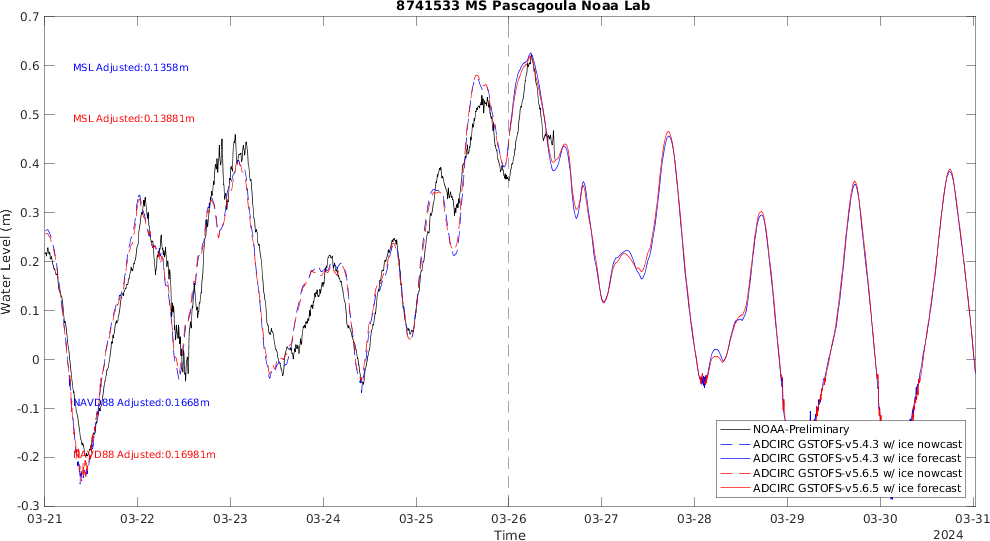 8741533 MS Pascagoula Noaa Lab
0.7
0.6
0.5
0.4
0.3
0.2
0.1
0
-0.1
-0.2
-0.3
Water Level (m)
MSL Adjusted:0.1358m
MSL Adjusted:0.13881m
NAVD88 Adjusted:0.1668m
NAVD88 Adjusted:0.16981m
NOAA-Preliminary
ADCIRC GSTOFS-v5.4.3 w/ ice nowcast
ADCIRC GSTOFS-v5.4.3 w/ ice forecast
ADCIRC GSTOFS-v5.6.5 w/ ice nowcast
ADCIRC GSTOFS-v5.6.5 w/ ice forecast
03-21 03-22 03-23 03-24 03-25 03-26 03-27 03-28 03-29 03-30 03-31
Time
2024